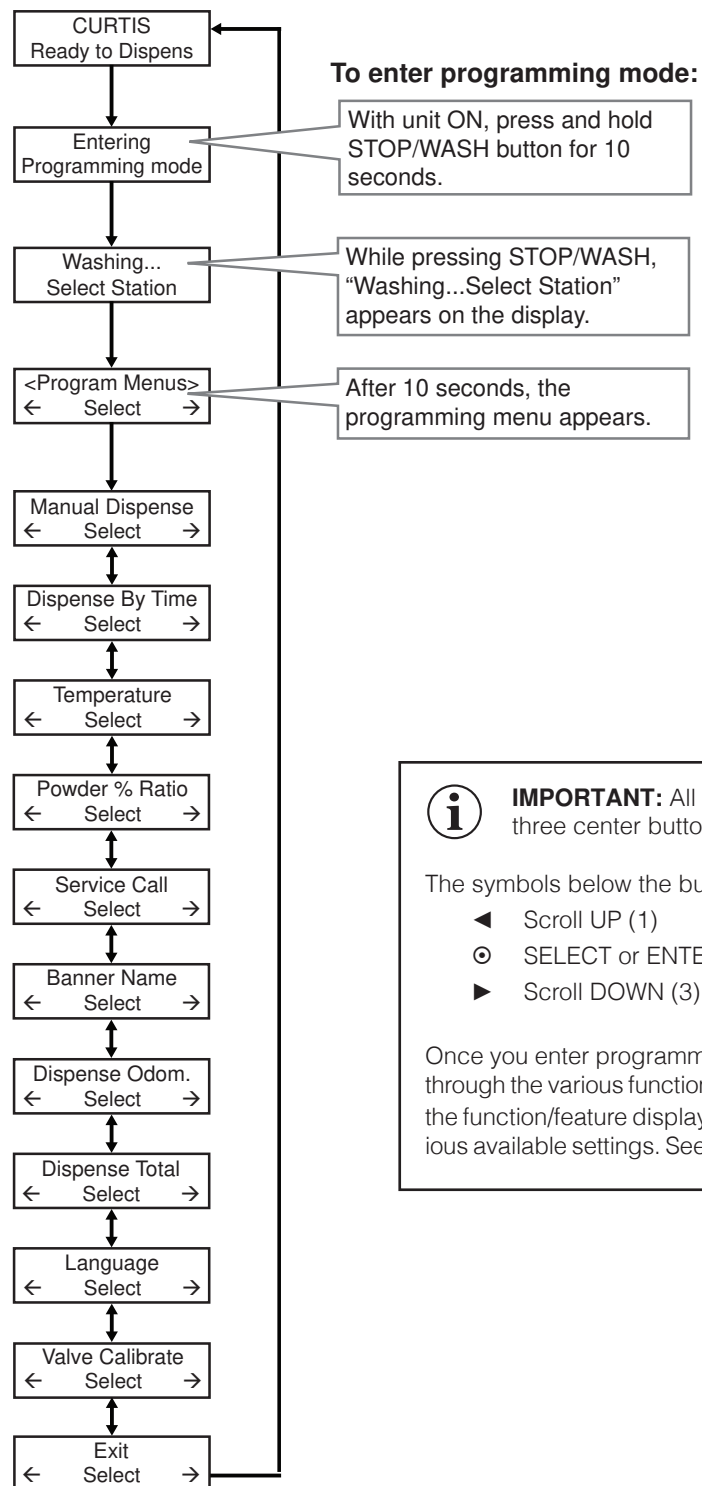 CURTIS
Ready to Dispens
To enter programming mode:
With unit ON, press and hold
STOP/WASH button for 10
seconds.
Entering
Programming mode
Washing...
Select Station
While pressing STOP/WASH,
“Washing...Select Station”
appears on the display.
<Program Menus>
← Select →
After 10 seconds, the
programming menu appears.
Manual Dispense
← Select →
Dispense By Time
← Select →
Temperature
← Select →
Powder % Ratio
← Select →
Service Call
← Select →
Banner Name
← Select →
Dispense Odom.
← Select →
Dispense Total
← Select →
Language
← Select →
Valve Calibrate
← Select →
Exit
← Select →
IMPORTANT: All
three center butto
The symbols below the bu
◄ Scroll UP (1)
⊙ SELECT or ENTE
► Scroll DOWN (3)
Once you enter programm
through the various function
the function/feature display
ious available settings. See